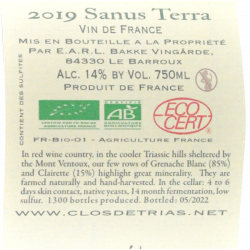 2019 Sanus Terra
Vin de France
Mis en Bouteille a la Propriété
Par E.A.R.L. Bakke Vingårde,
84330 Le Barroux
Alc. 14% by Vol. 750ml
Produit de France
CONTIENT DES SULFITES
CERTIFIÉ
AB
AGRICULTURE BIOLOGIQUE
ECO CERT
FR-Bio-01 - Agriculture France
In red wine country, in the cooler Triassic hills sheltered by
the Mont Ventoux, our few rows of Grenache Blanc (85%)
and Clairette (15%) highlight great minerality. They are
farmed naturally and hand-harvested. In the cellar: 4 to 6
days skin contact, native yeasts, 14 month fermentation, low
sulfur. 1300 bottles produced. Bottled: 05/2022
www.closdetrias.net